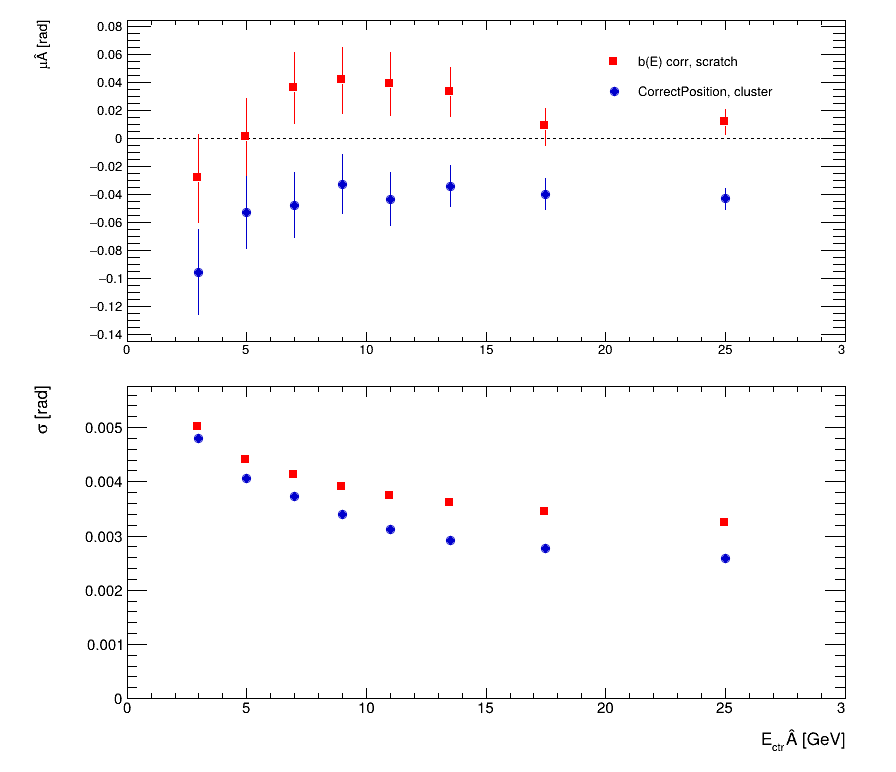 μÂ [rad]
0.08
0.06
0.04
0.02
0
−0.02
−0.04
−0.06
−0.08
−0.1
−0.12
−0.14
b(E) corr, scratch
CorrectPosition, cluster
0 5 10 15 20 25 3
σ [rad]
0.005
0.004
0.003
0.002
0.001
0
0 5 10 15 20 25 3
E_ctr Â [GeV]